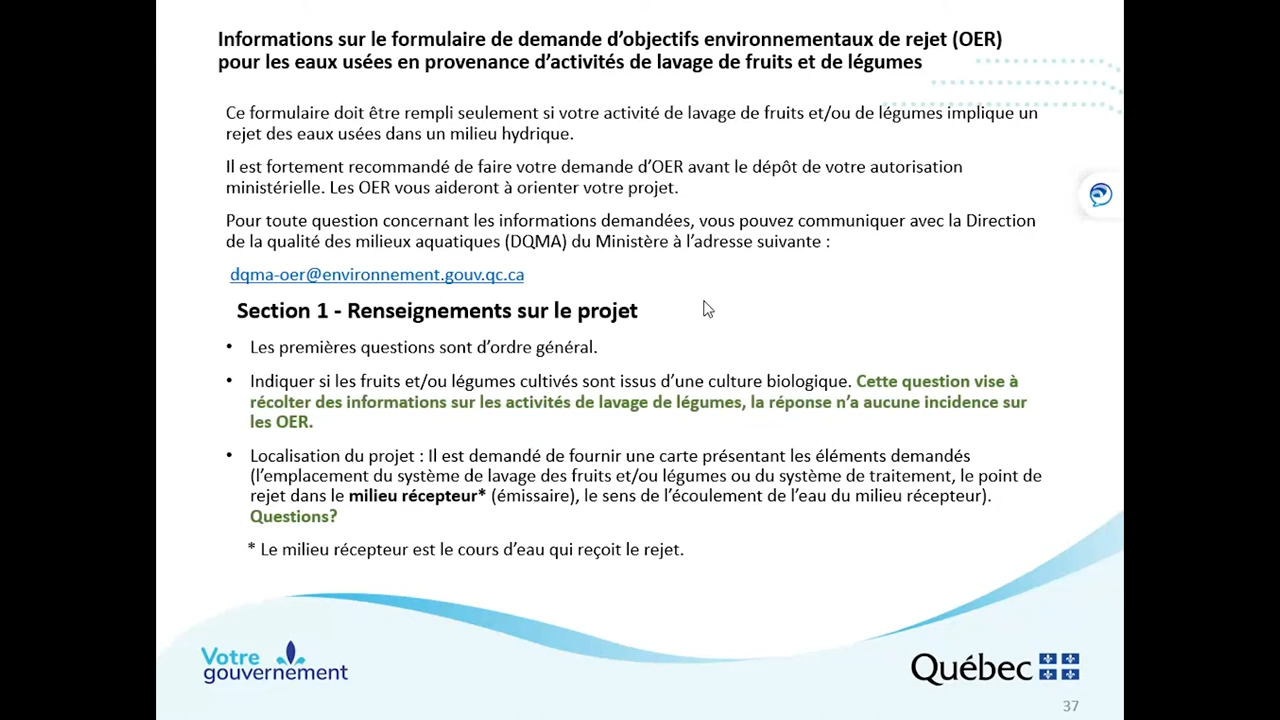 Informations sur le formulaire de demande d’objectifs environnementaux de rejet (OER)
pour les eaux usées en provenance d’activités de lavage de fruits et de légumes
Ce formulaire doit être rempli seulement si votre activité de lavage de fruits et/ou de légumes implique un
rejet des eaux usées dans un milieu hydrique.
Il est fortement recommandé de faire votre demande d’OER avant le dépôt de votre autorisation
ministérielle. Les OER vous aideront à orienter votre projet.
Pour toute question concernant les informations demandées, vous pouvez communiquer avec la Direction
de la qualité des milieux aquatiques (DQMA) du Ministère à l’adresse suivante :
dqma-oer@environnement.gouv.qc.ca
Section 1 - Renseignements sur le projet
• Les premières questions sont d’ordre général.
• Indiquer si les fruits et/ou légumes cultivés sont issus d’une culture biologique. Cette question vise à
récolter des informations sur les activités de lavage de légumes, la réponse n’a aucune incidence sur
les OER.
• Localisation du projet : Il est demandé de fournir une carte présentant les éléments demandés
(l’emplacement du système de lavage des fruits et/ou légumes ou du système de traitement, le point de
rejet dans le milieu récepteur* (émissaire), le sens de l’écoulement de l’eau du milieu récepteur).
Questions?
* Le milieu récepteur est le cours d’eau qui reçoit le rejet.
Votre
gouvernement
Québec
37